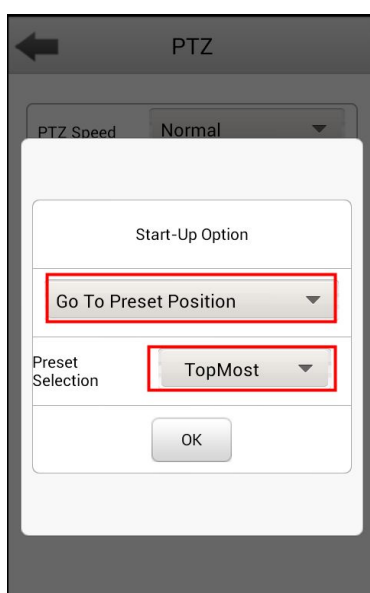 PTZ
PTZ Speed Normal
Start-Up Option
Go To Preset Position
Preset
Selection
TopMost
OK